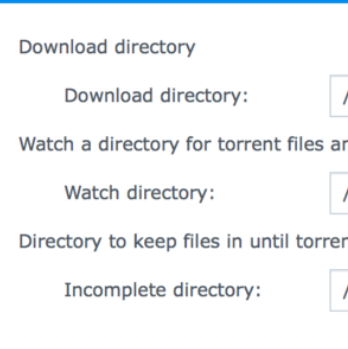 Download directory
Download directory: /
Watch a directory for torrent files
Watch directory: /
Directory to keep files in until
Incomplete directory: /